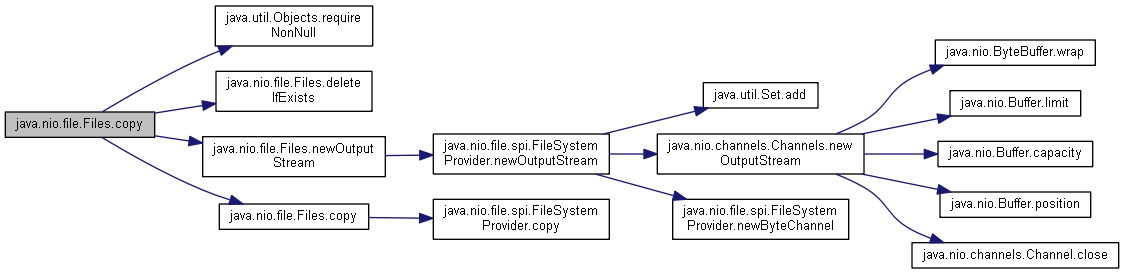 java.nio.file.Files.copy
java.util.Objects.require
NonNull
java.nio.file.Files.delete
IfExists
java.nio.file.Files.newOutput
Stream
java.nio.file.Files.copy
java.nio.file.spi.FileSystem
Provider.newOutputStream
java.nio.file.spi.FileSystem
Provider.copy
java.util.Set.add
java.nio.channels.Channels.new
OutputStream
java.nio.file.spi.FileSystem
Provider.newByteChannel
java.nio.ByteBuffer.wrap
java.nio.Buffer.limit
java.nio.Buffer.capacity
java.nio.Buffer.position
java.nio.channels.Channel.close